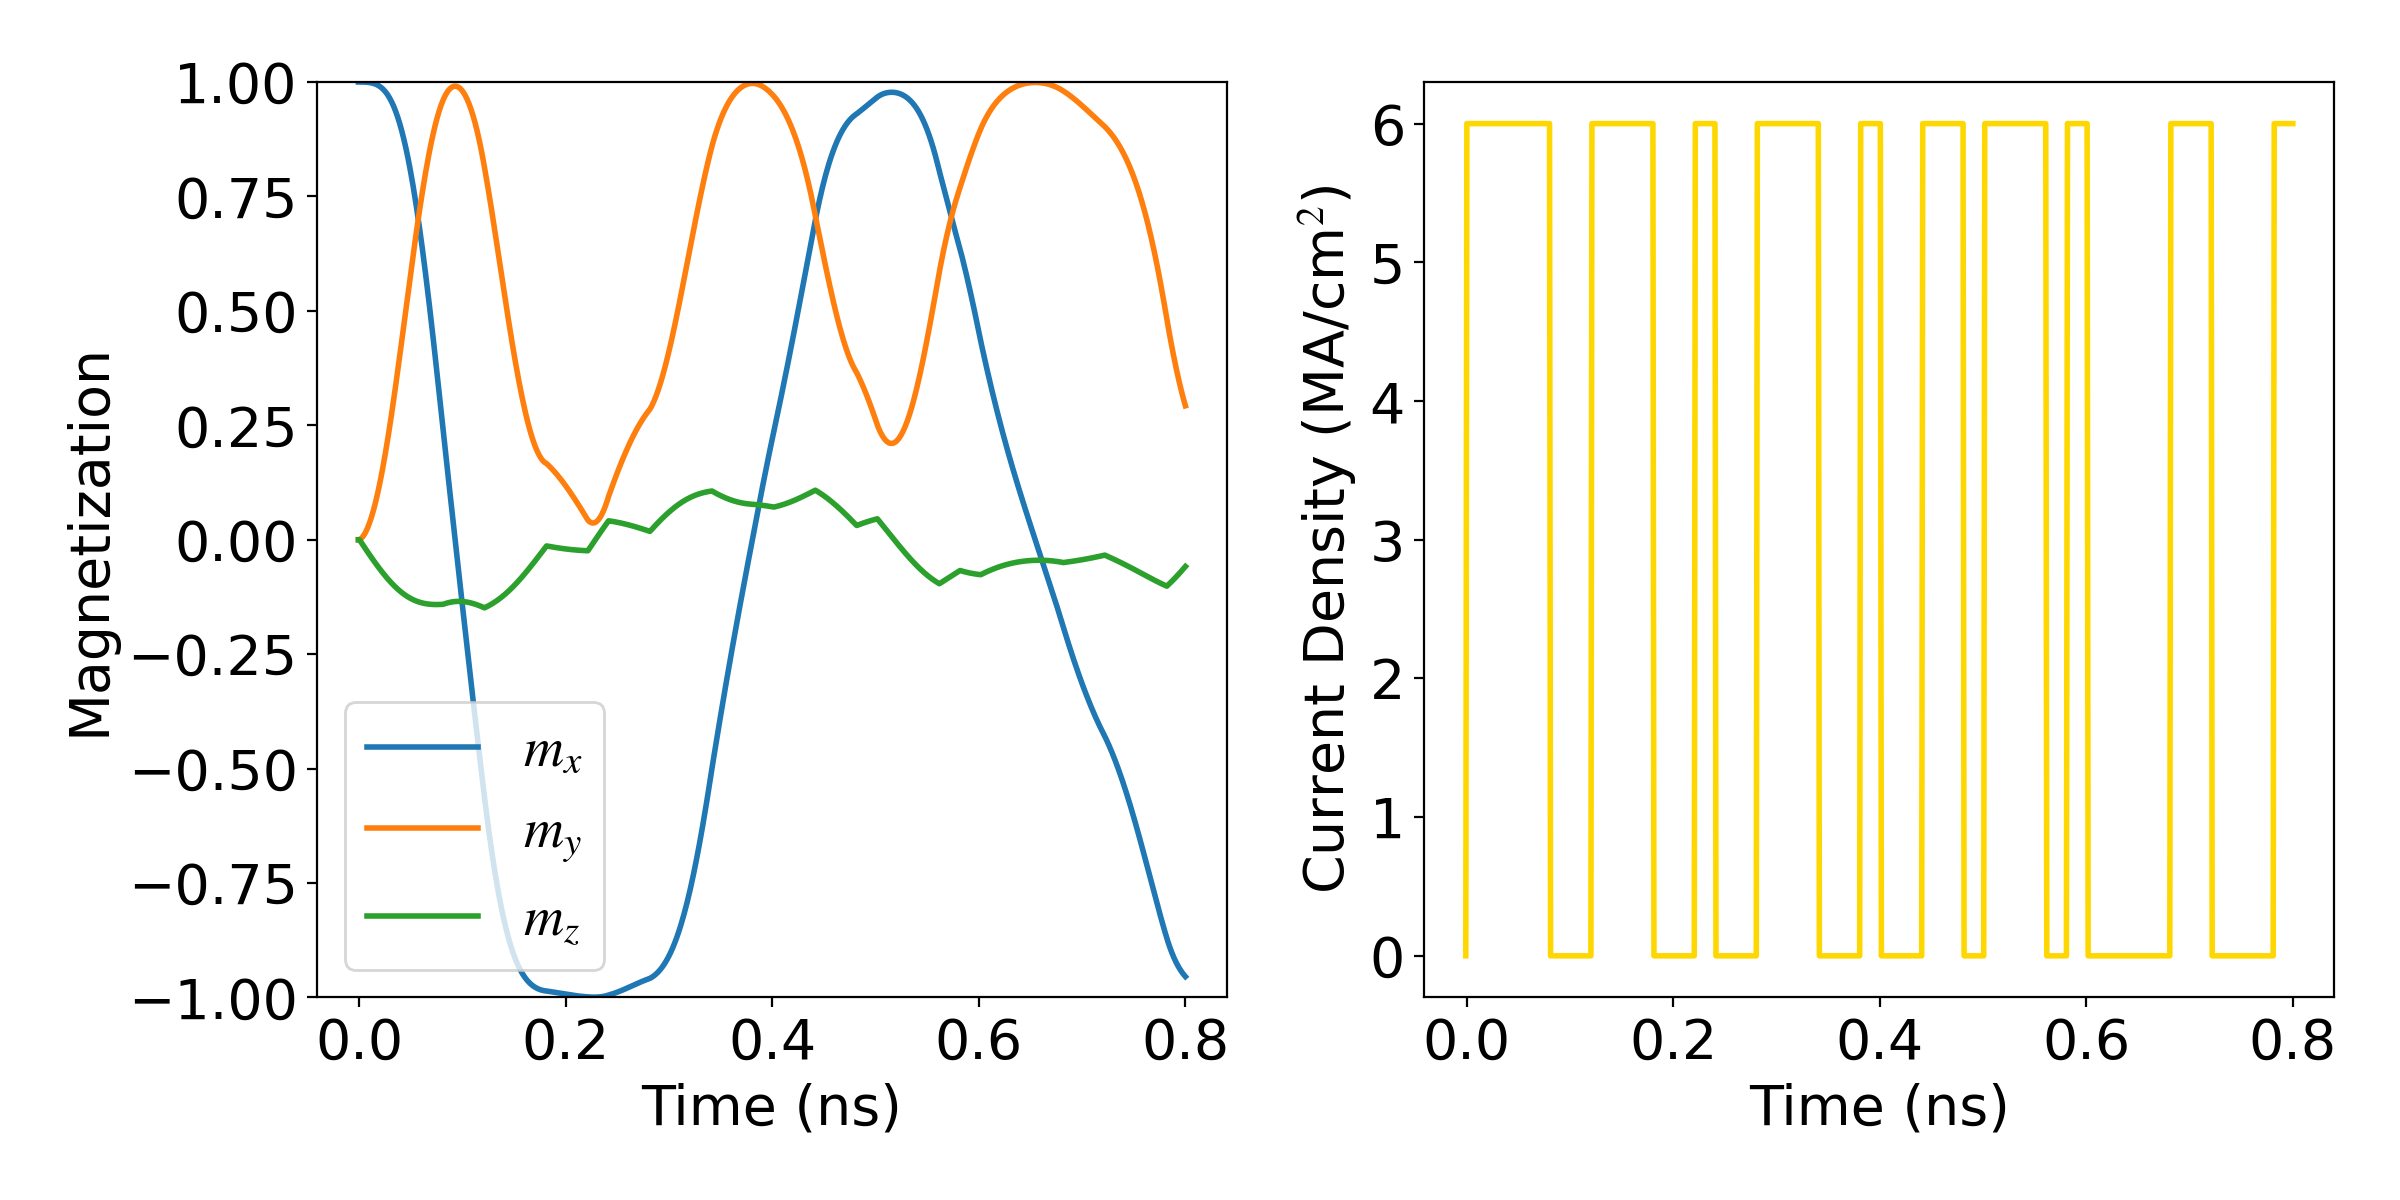 Magnetization
1.00
0.75
0.50
0.25
0.00
−0.25
−0.50
−0.75
−1.00
m_x
m_y
m_z
0.0 0.2 0.4 0.6 0.8
Time (ns)
Current Density (MA/cm²)
6
5
4
3
2
1
0
0.0 0.2 0.4 0.6 0.8
Time (ns)